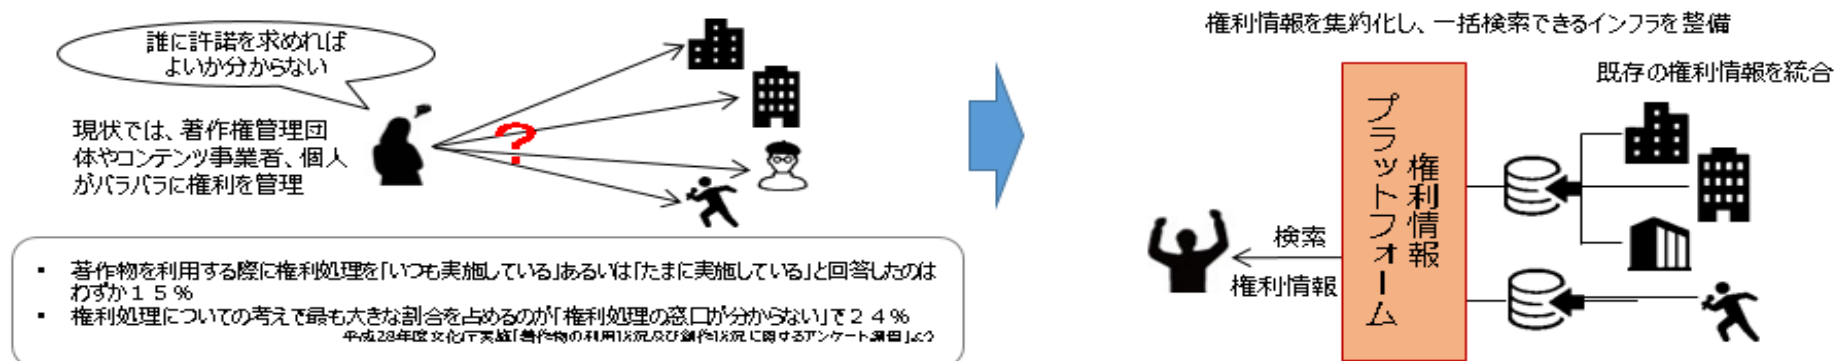 誰に許諾を求めれば
よいか分からない
現状では、著作権管理団
体やコンテンツ事業者、個人
がバラバラに権利を管理
?
▪ 著作物を利用する際に権利処理を「いつも実施している」あるいは「たまに実施している」と回答したのは
わずか15%
▪ 権利処理についての考えで最も大きな割合を占めるのが「権利処理の窓口が分からない」で24%
平成28年度文化庁実施「著作物の利用状況及び創作状況に関するアンケート調査」より
権利情報を集約化し、一括検索できるインフラを整備
既存の権利情報を統合
権利情報
プラットフォーム
検索
権利情報